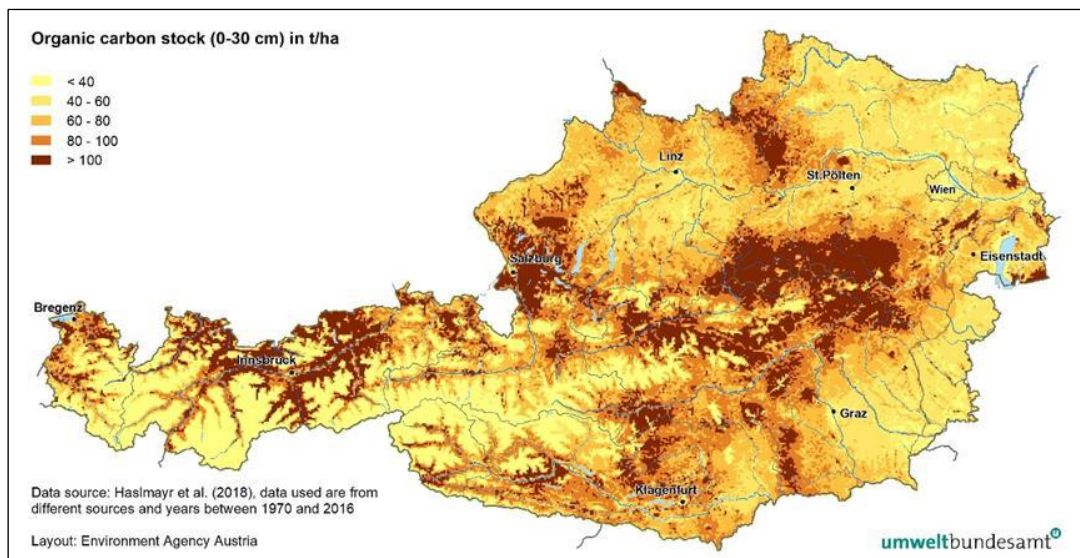 Organic carbon stock (0-30 cm) in t/ha
< 40
40 - 60
60 - 80
80 - 100
> 100
Linz
St.Pölten
Wien
Salzburg
Eisenstadt
Bregenz
Innsbruck
Graz
Klagenfurt
Data source: Haslmayr et al. (2018), data used are from
different sources and years between 1970 and 2016
Layout: Environment Agency Austria
umweltbundesamt